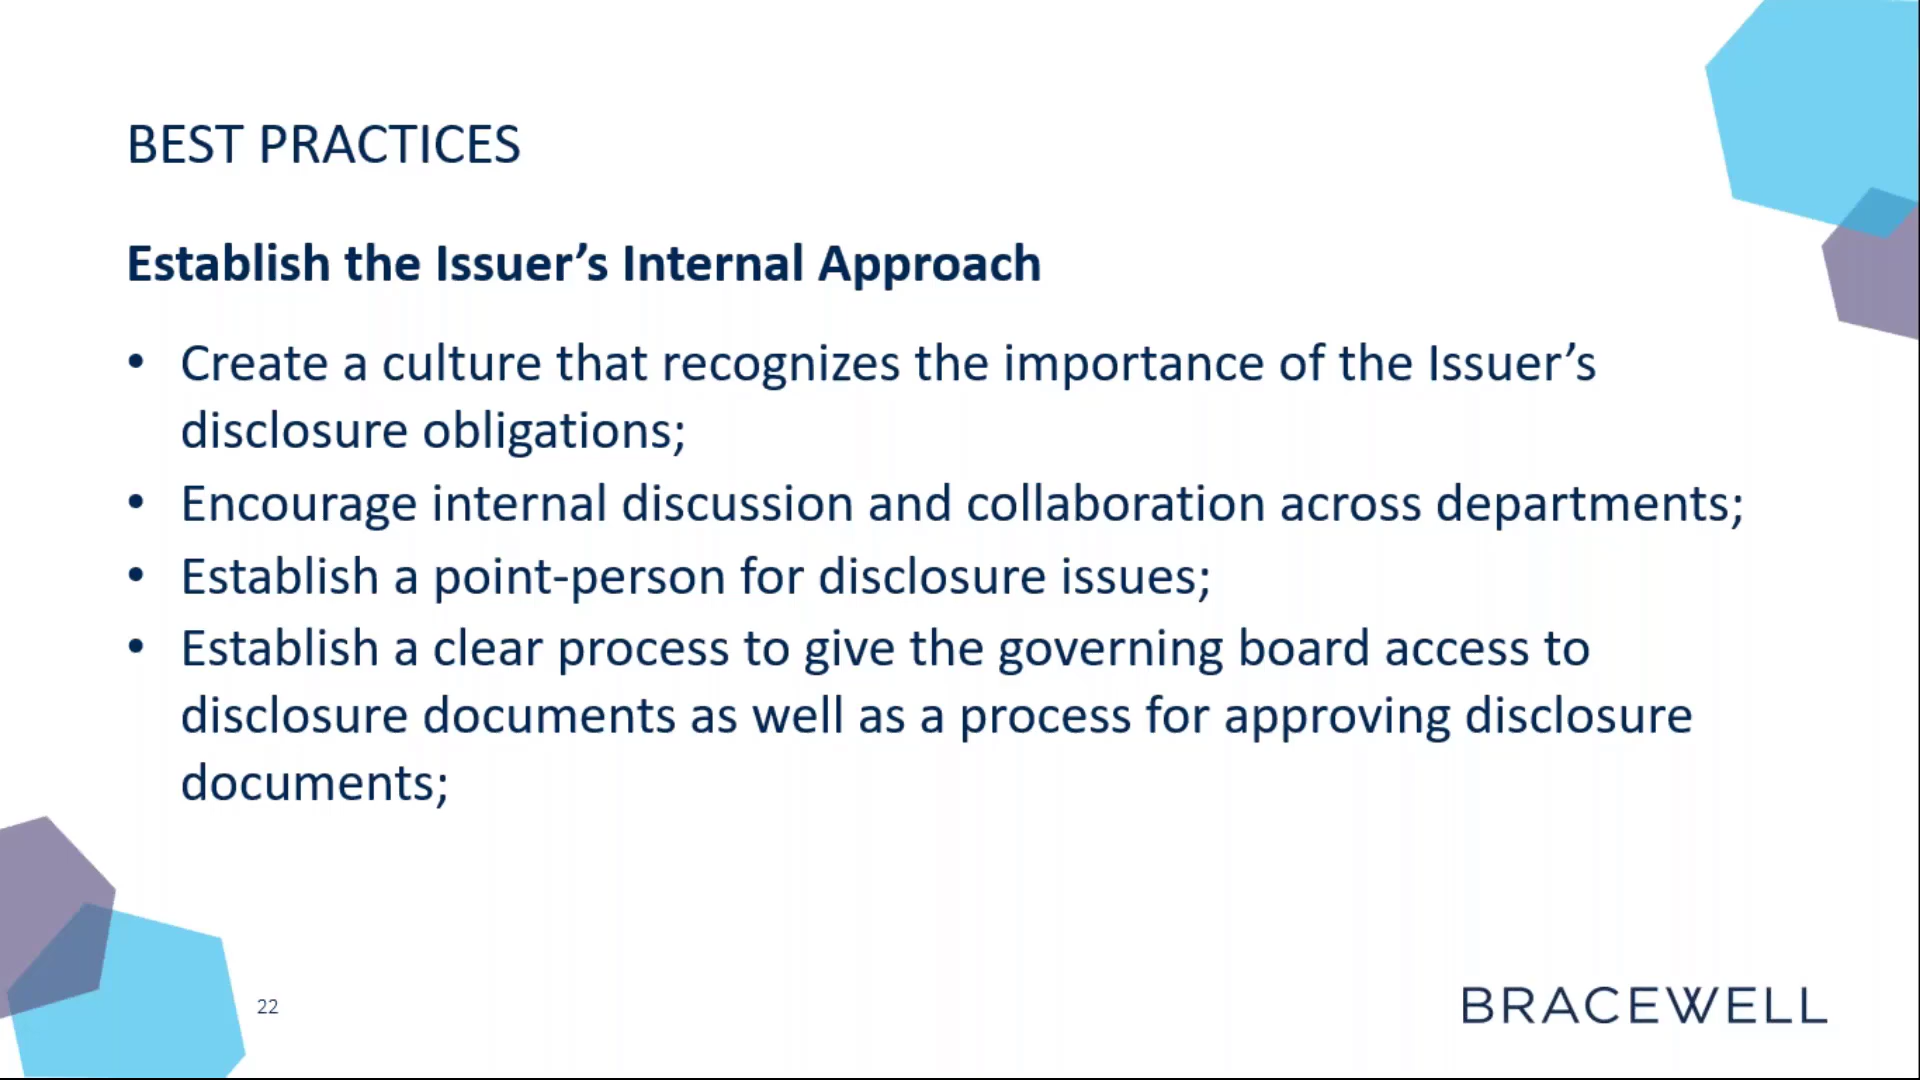 BEST PRACTICES
Establish the Issuer’s Internal Approach
• Create a culture that recognizes the importance of the Issuer’s
disclosure obligations;
• Encourage internal discussion and collaboration across departments;
• Establish a point-person for disclosure issues;
• Establish a clear process to give the governing board access to
disclosure documents as well as a process for approving disclosure
documents;
22
BRACEWELL